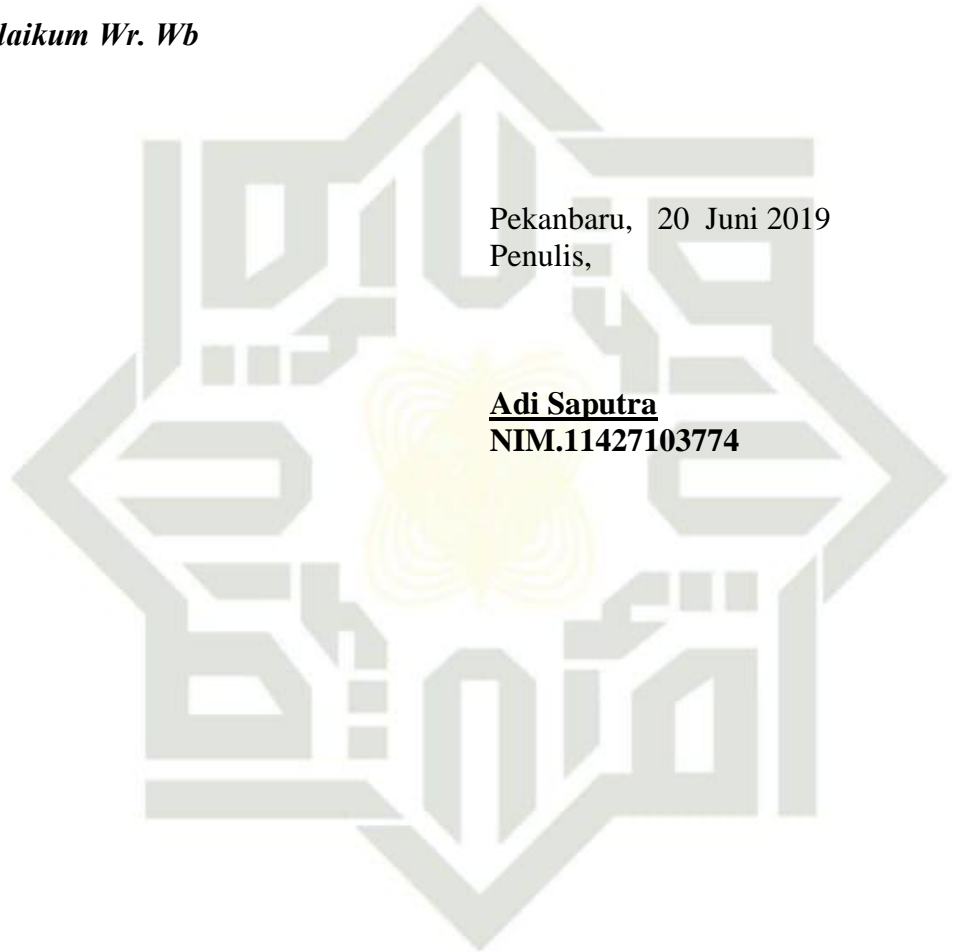 laikum Wr. Wb
Pekanbaru, 20 Juni 2019
Penulis,
Adi Saputra
NIM.11427103774